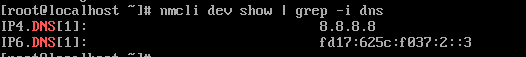 [root@localhost ~]# nmcli dev show | grep -i dns
IP4.DNS[1]: 8.8.8.8
IP6.DNS[1]: fd17:625c:f037:2::3